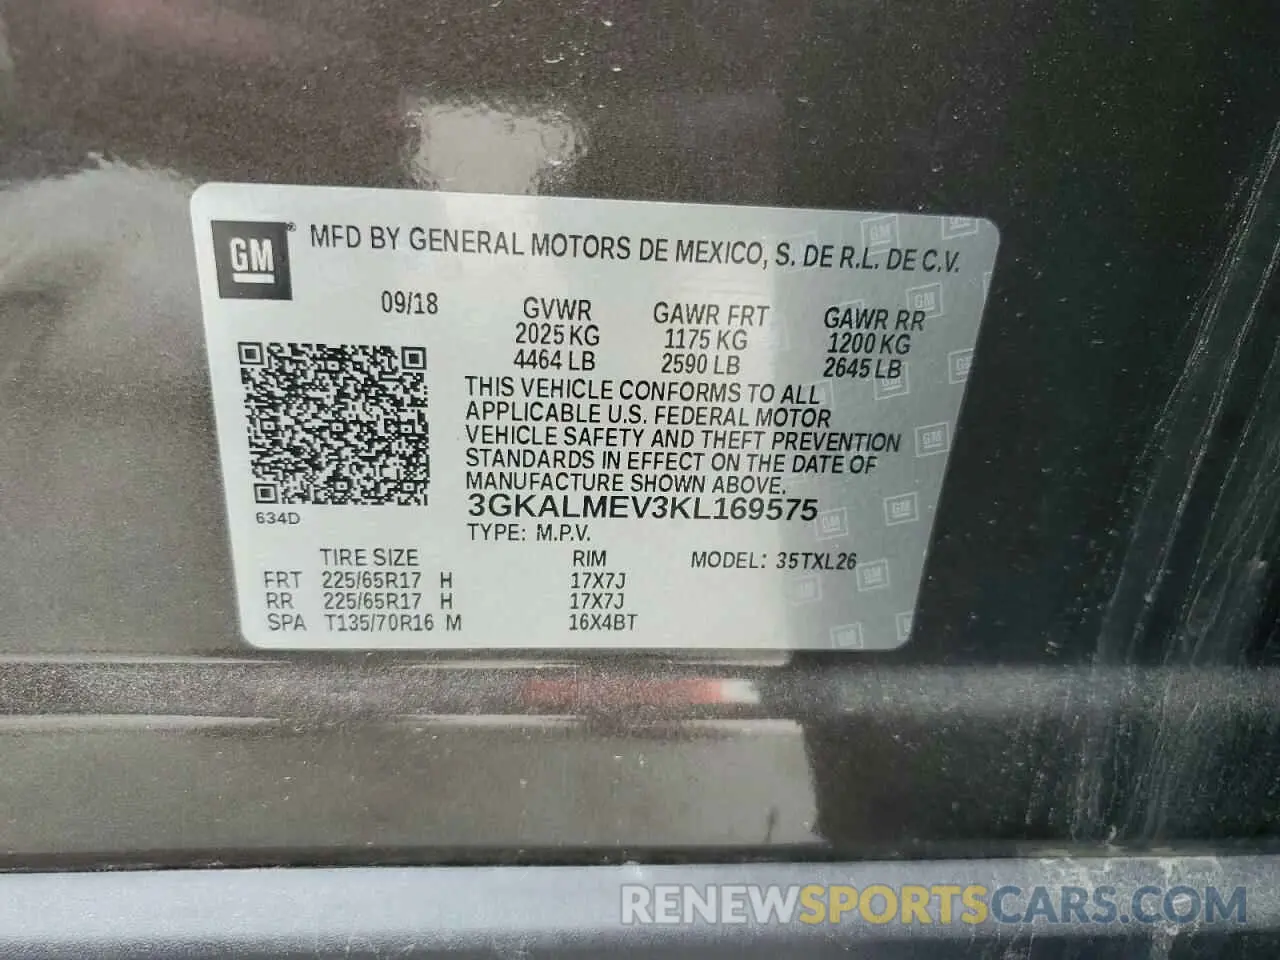 GM ® MFD BY GENERAL MOTORS DE MEXICO, S. DE R.L. DE C.V.
09/18 GVWR GAWR FRT GAWR RR
2025 KG 1175 KG 1200 KG
4464 LB 2590 LB 2645 LB
THIS VEHICLE CONFORMS TO ALL
APPLICABLE U.S. FEDERAL MOTOR
VEHICLE SAFETY AND THEFT PREVENTION
STANDARDS IN EFFECT ON THE DATE OF
MANUFACTURE SHOWN ABOVE.
3GKALMEV3KL169575
634D
TYPE: M.P.V.
TIRE SIZE RIM MODEL: 35TXL26
FRT 225/65R17 H 17X7J
RR 225/65R17 H 17X7J
SPA T135/70R16 M 16X4BT
RENEWSPORTSCARS.COM